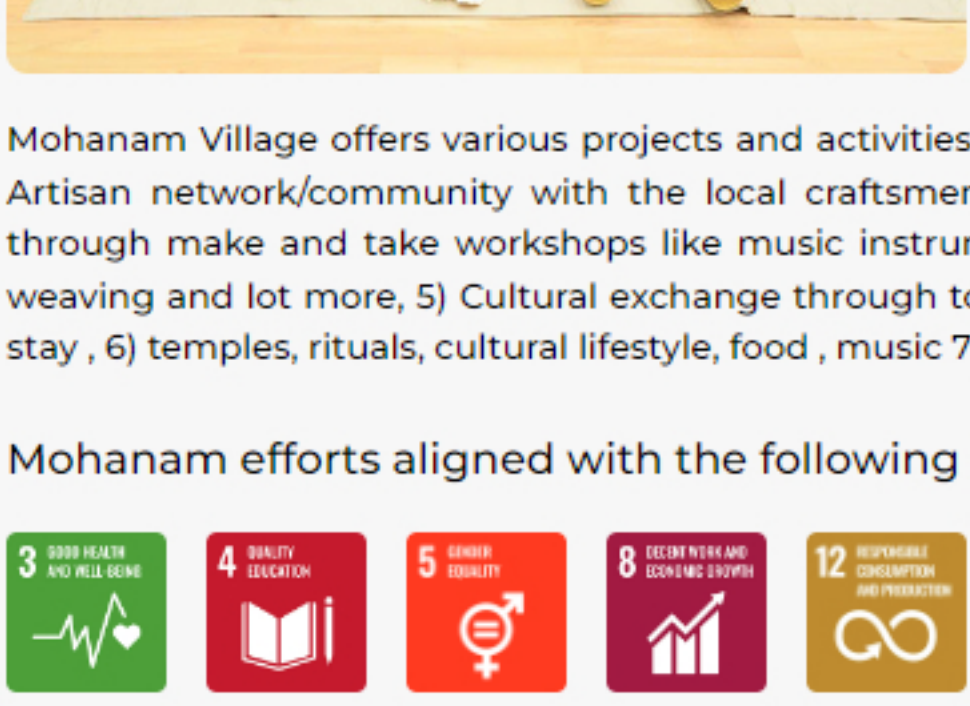 Mohanam Village offers various projects and activities
Artisan network/community with the local craftsmen
through make and take workshops like music instru
weaving and lot more, 5) Cultural exchange through to
stay , 6) temples, rituals, cultural lifestyle, food , music 7
Mohanam efforts aligned with the following
3 GOOD HEALTH
AND WELL-BEING
4 QUALITY
EDUCATION
5 GENDER
EQUALITY
8 DECENT WORK AND
ECONOMIC GROWTH
12 RESPONSIBLE
CONSUMPTION
AND PRODUCTION